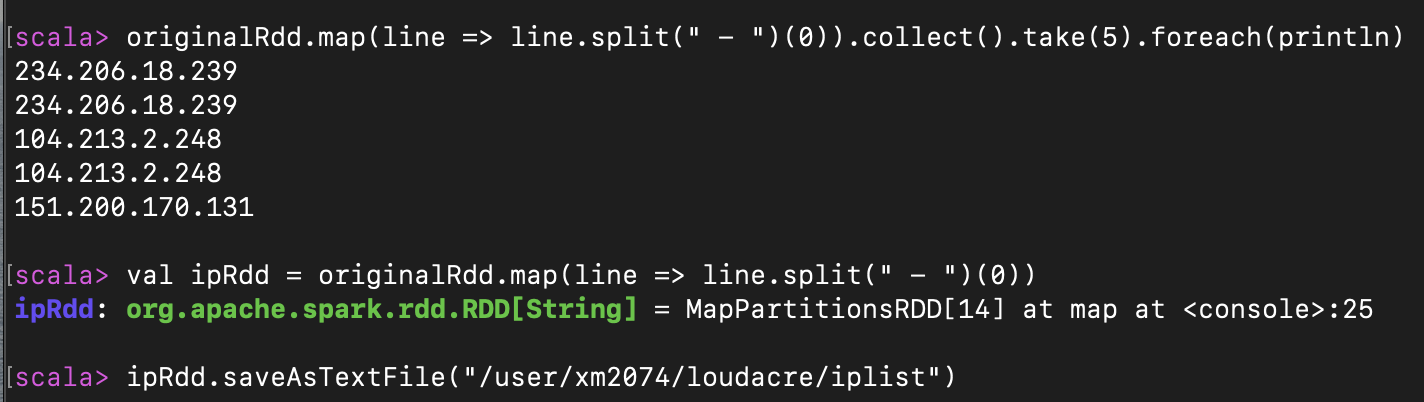 [scala> originalRdd.map(line => line.split(" – ")(0)).collect().take(5).foreach(println)
234.206.18.239
234.206.18.239
104.213.2.248
104.213.2.248
151.200.170.131
[scala> val ipRdd = originalRdd.map(line => line.split(" – ")(0))
ipRdd: org.apache.spark.rdd.RDD[String] = MapPartitionsRDD[14] at map at <console>:25
[scala> ipRdd.saveAsTextFile("/user/xm2074/loudacre/iplist")